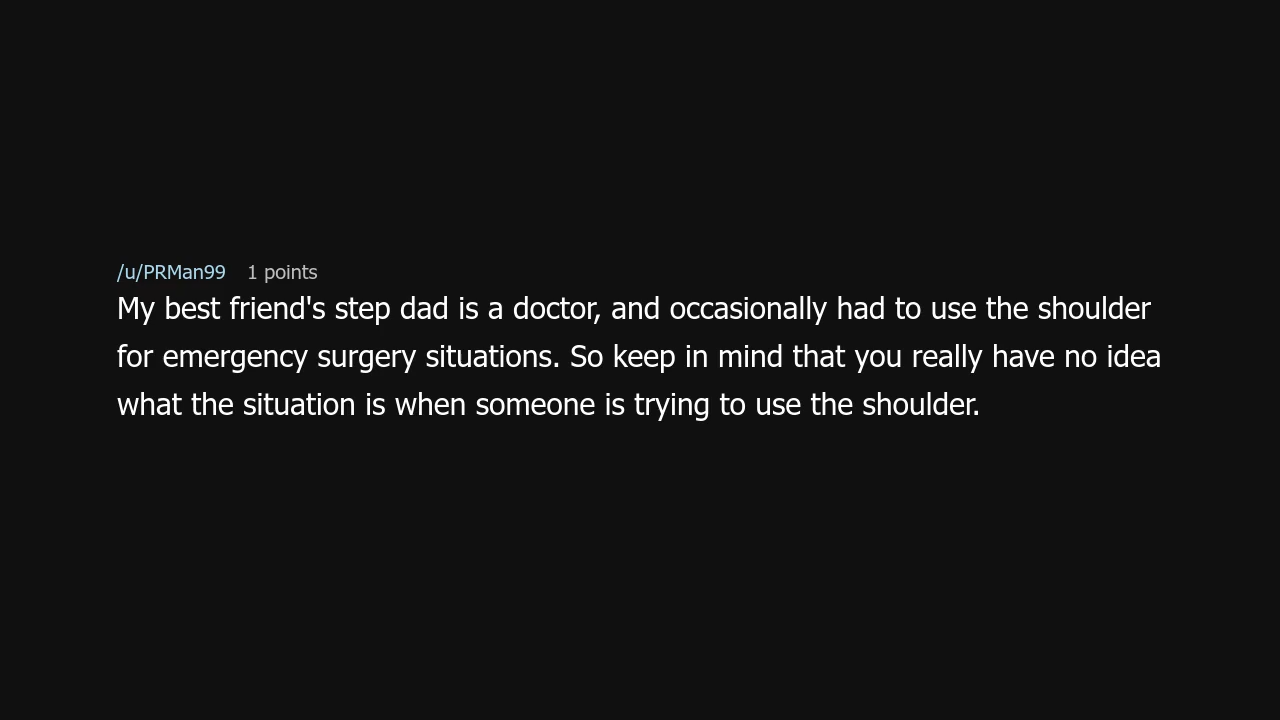 /u/PRMan99 1 points
My best friend's step dad is a doctor, and occasionally had to use the shoulder
for emergency surgery situations. So keep in mind that you really have no idea
what the situation is when someone is trying to use the shoulder.